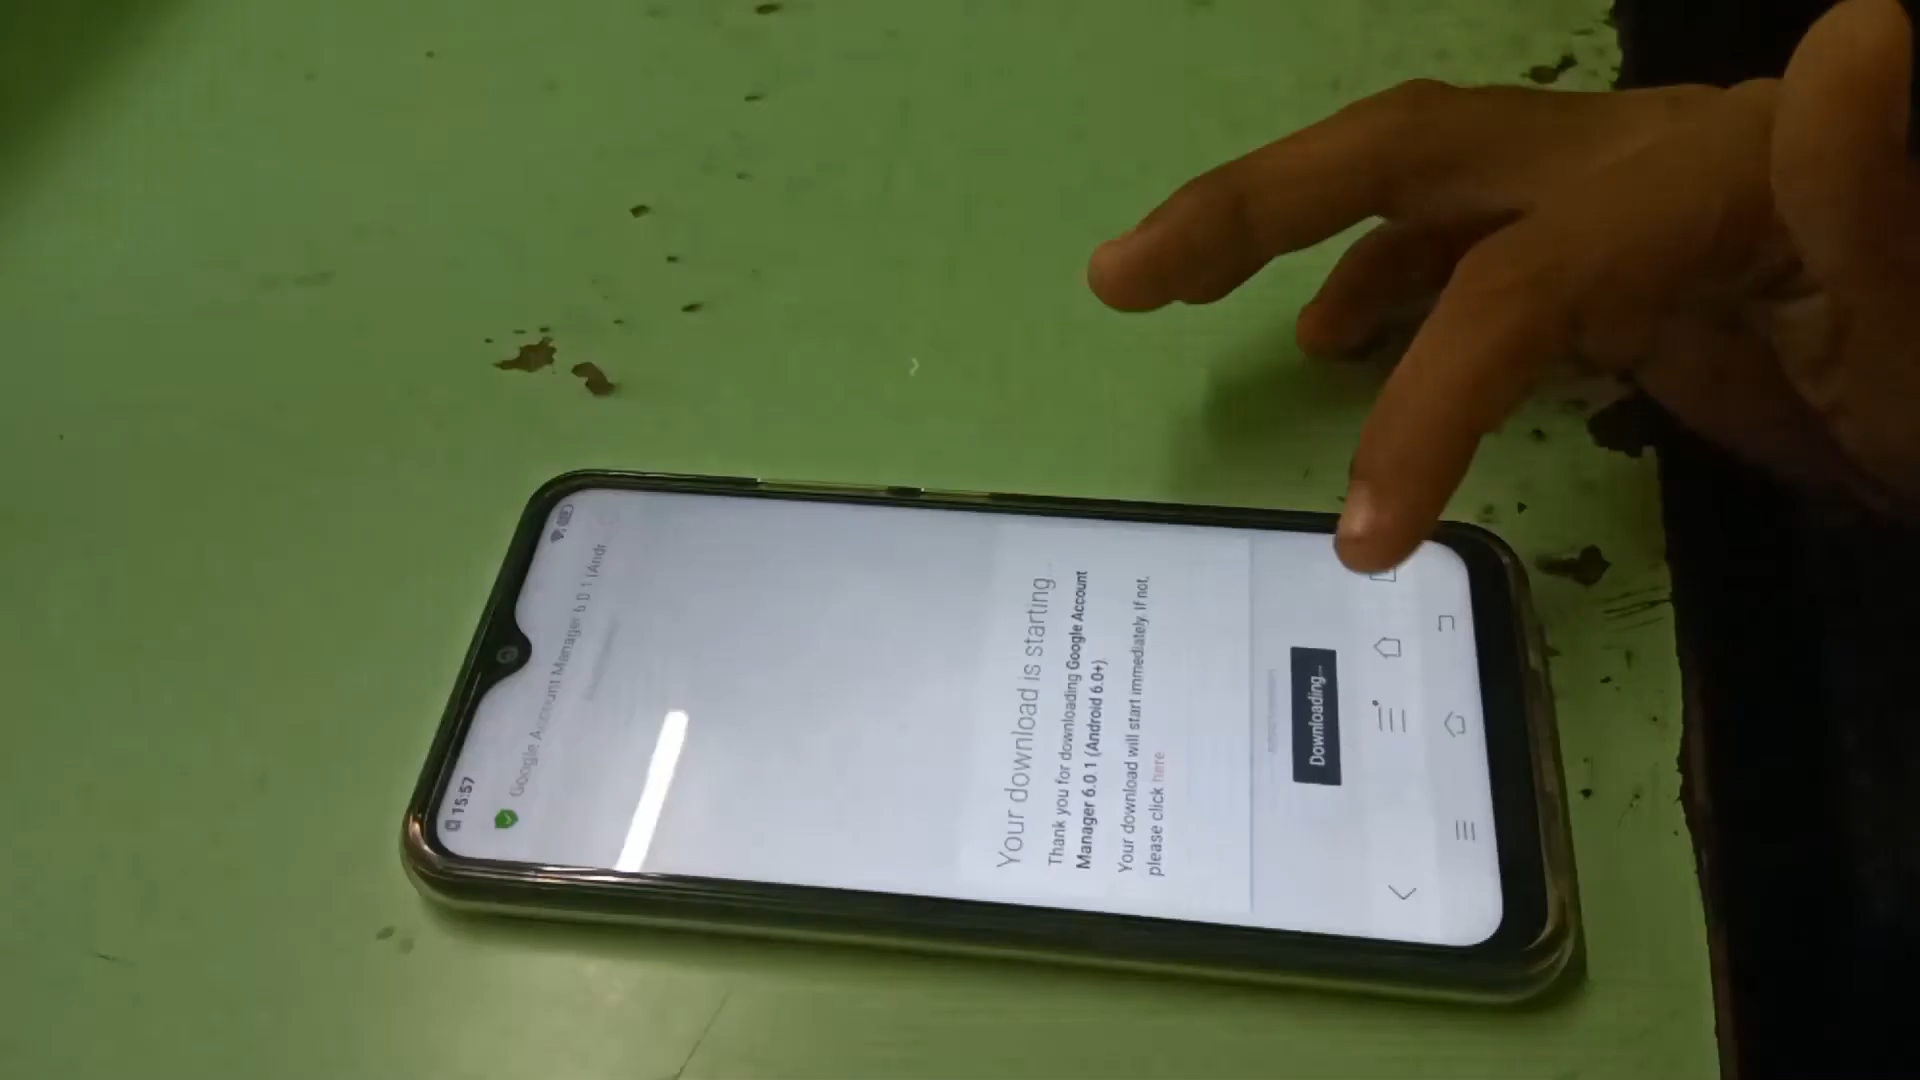 15:57
Google Account Manager 6.0.1 (Andr
Your download is starting...
Thank you for downloading Google Account
Manager 6.0.1 (Android 6.0+)
Your download will start immediately. If not,
please click here
Downloading...